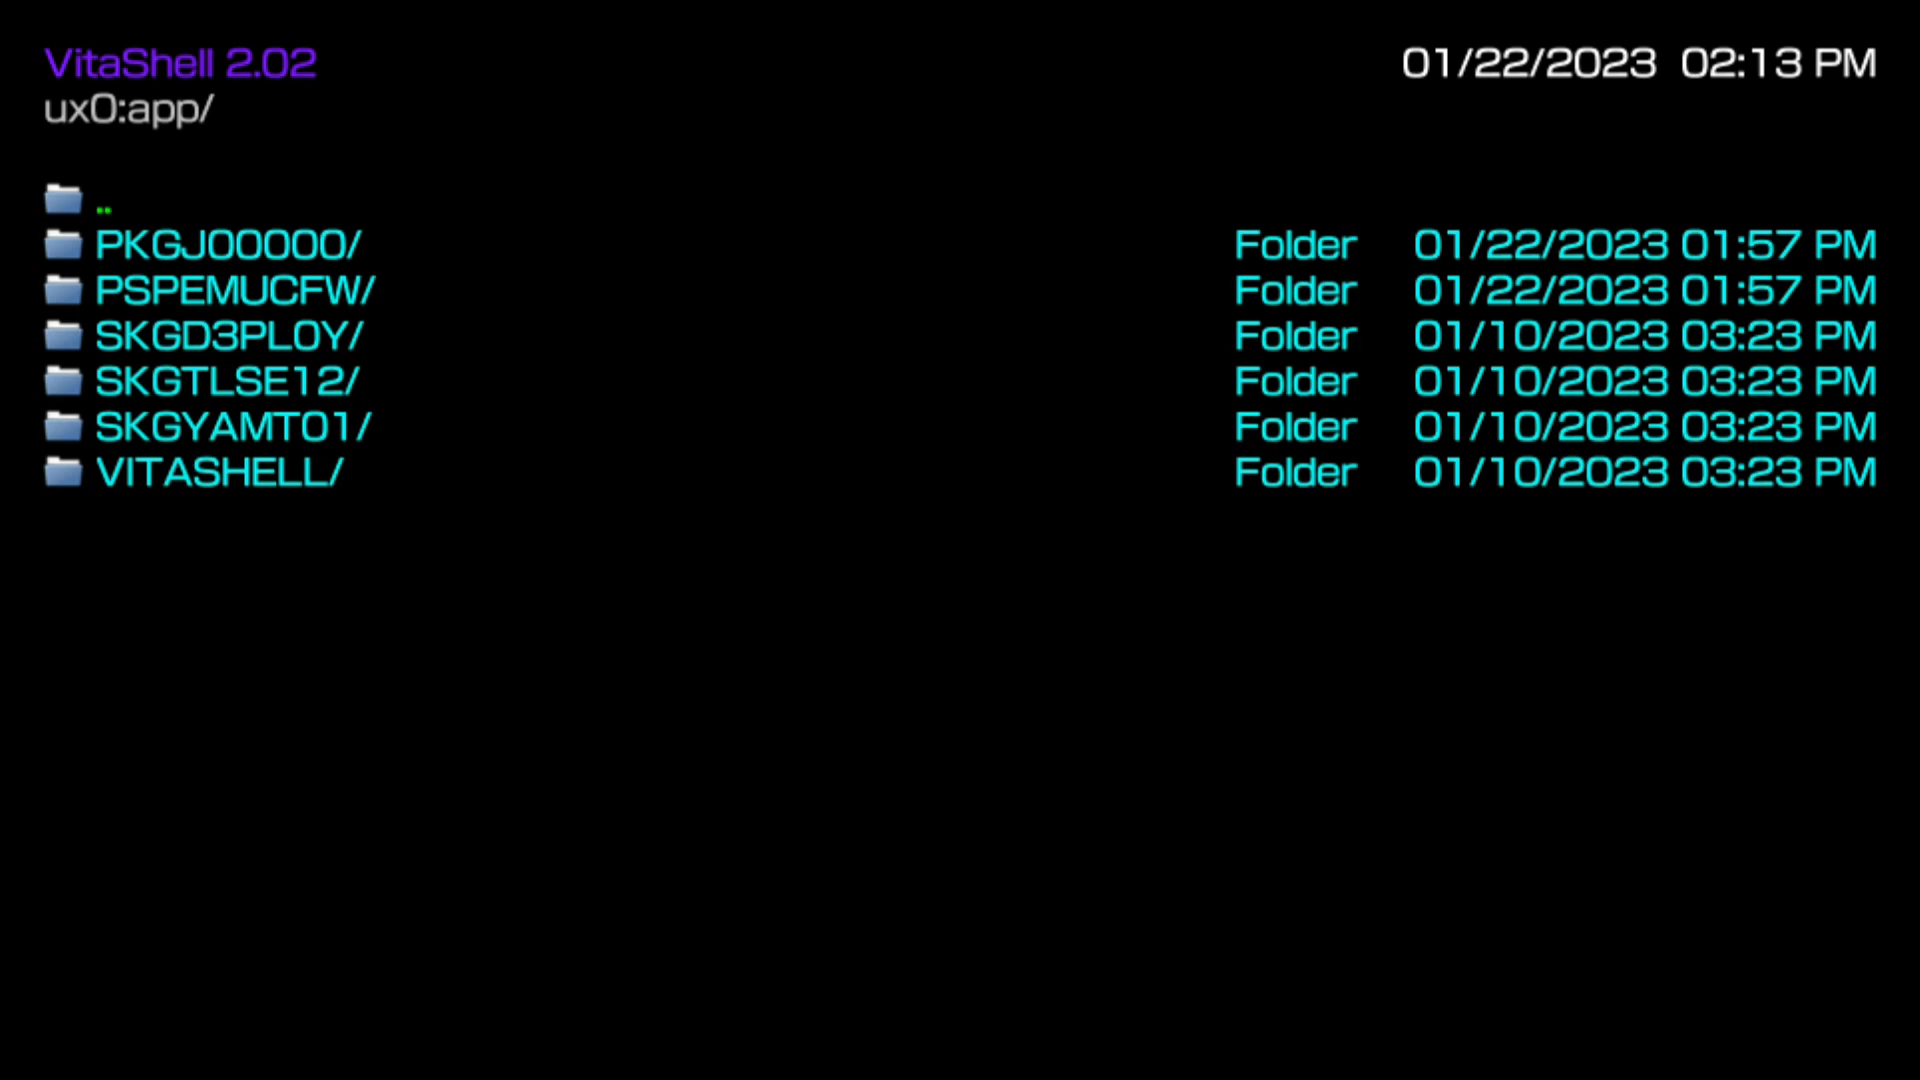 VitaShell 2.02 01/22/2023 02:13 PM
ux0:app/
..
PKGJ00000/ Folder 01/22/2023 01:57 PM
PSPEMUCFW/ Folder 01/22/2023 01:57 PM
SKGD3PL0Y/ Folder 01/10/2023 03:23 PM
SKGTLSE12/ Folder 01/10/2023 03:23 PM
SKGYAMT01/ Folder 01/10/2023 03:23 PM
VITASHELL/ Folder 01/10/2023 03:23 PM